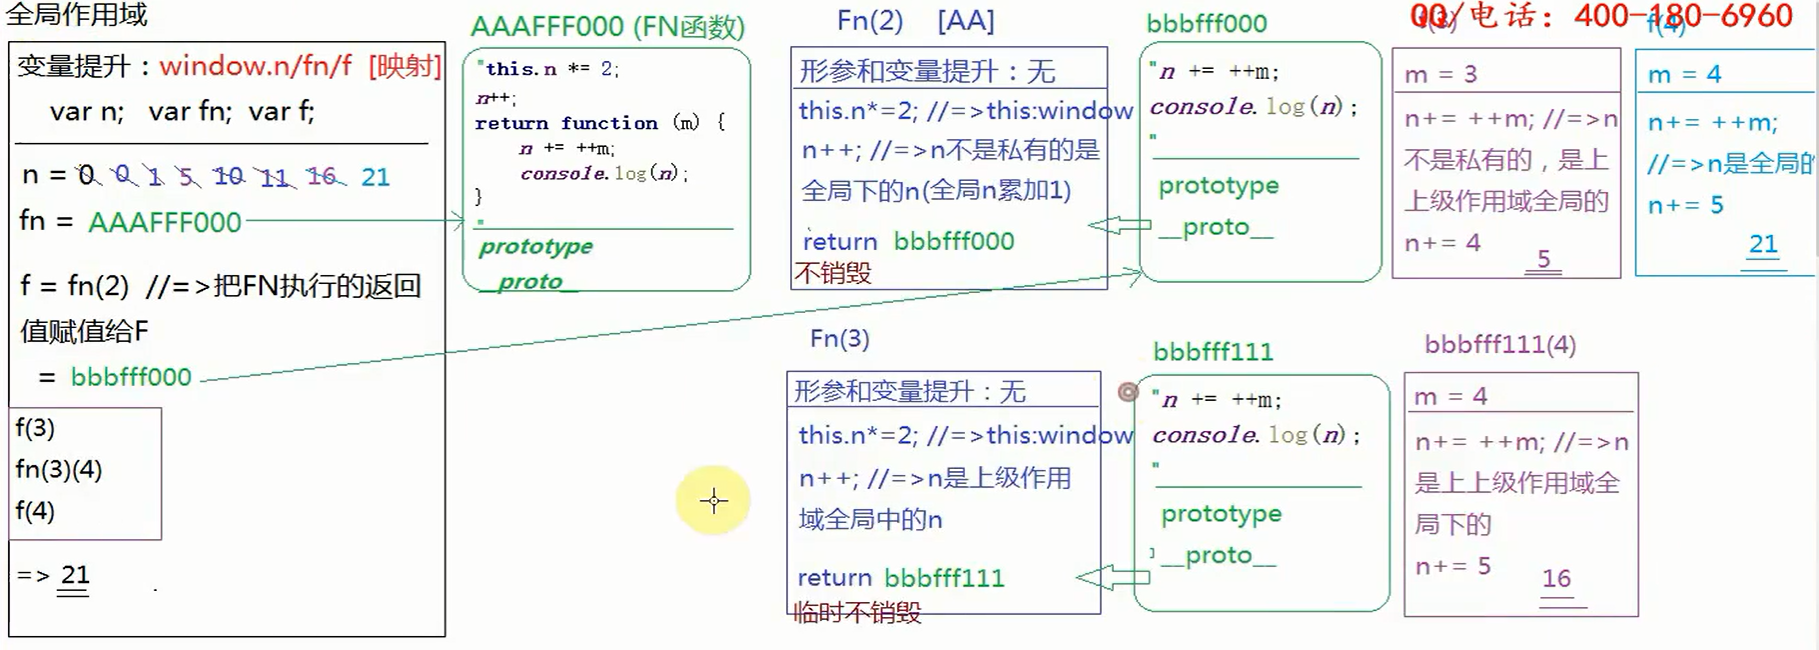 全局作用域
变量提升：window.n/fn/f [映射]
var n; var fn; var f;
n = 0 0 1 5 10 11 16 21
fn = AAAFFF000
f = fn(2) //=>把FN执行的返回
值赋值给F
= bbbfff000
f(3)
fn(3)(4)
f(4)
=> 21
AAAFFF000 (FN函数)
"this.n *= 2;
n++;
return function (m) {
n += ++m;
console.log(n);
}
"
prototype
__proto__
Fn(2) [AA]
形参和变量提升：无
this.n*=2; //=>this:window
n++; //=>n不是私有的是
全局下的n(全局n累加1)
return bbbfff000
不销毁
bbbfff000
"n += ++m;
console.log(n);
"
prototype
__proto__
QQ/电话：400-180-6960
m = 3
n+= ++m; //=>n
不是私有的，是上
上级作用域全局的
n+= 4
5
f(4)
m = 4
n+= ++m;
//=>n是全局的
n+= 5
21
Fn(3)
形参和变量提升：无
this.n*=2; //=>this:window
n++; //=>n是上级作用
域全局中的n
return bbbfff111
临时不销毁
bbbfff111
"n += ++m;
console.log(n);
"
prototype
__proto__
bbbfff111(4)
m = 4
n+= ++m; //=>n
是上上级作用域全
局下的
n+= 5
16